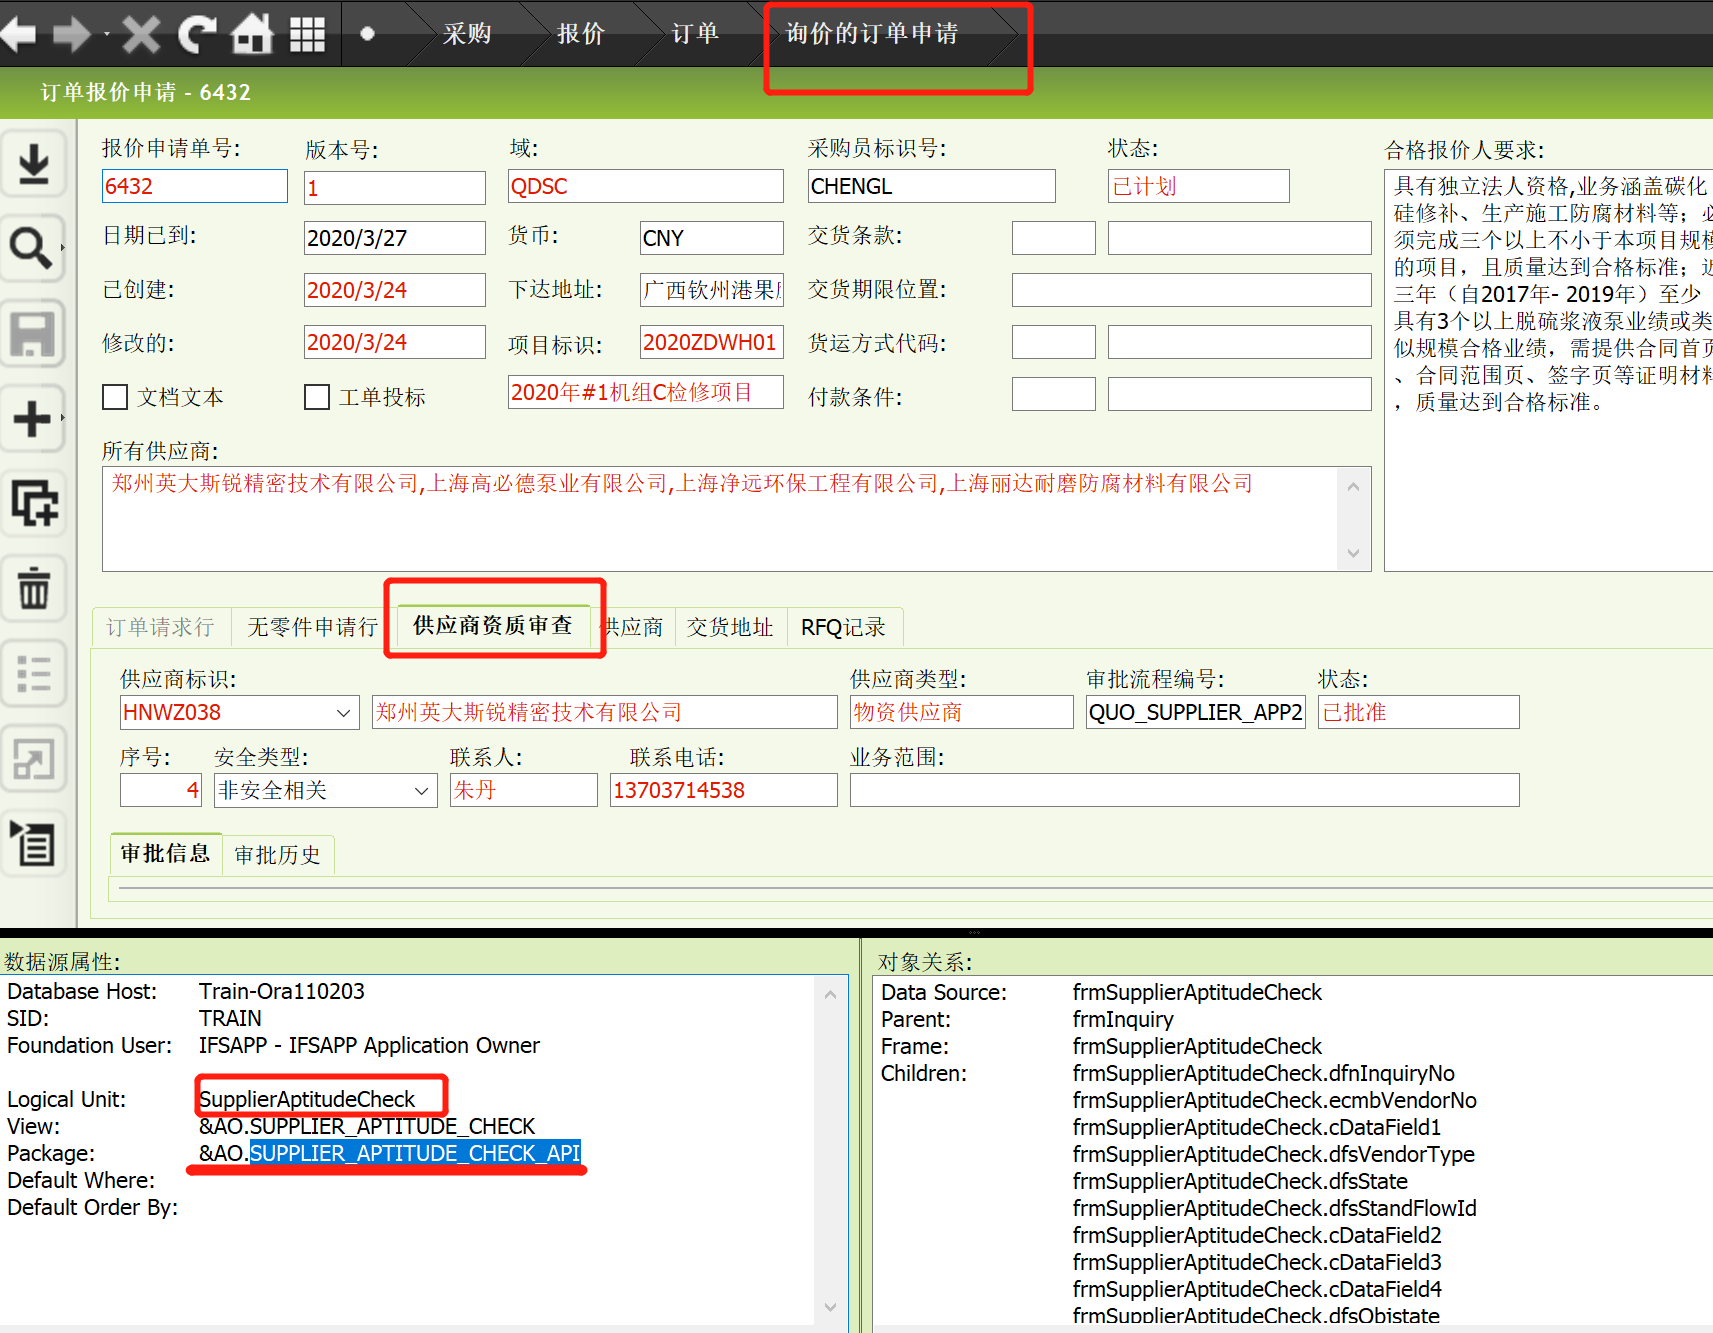 采购 报价 订单 询价的订单申请
订单报价申请 - 6432
报价申请单号: 版本号: 域: 采购员标识号: 状态: 合格报价人要求:
6432 1 QDSC CHENGL 已计划
具有独立法人资格,业务涵盖碳化
硅修补、生产施工防腐材料等；必
须完成三个以上不小于本项目规模
的项目，且质量达到合格标准；近
三年（自2017年- 2019年）至少
具有3个以上脱硫浆液泵业绩或类
似规模合格业绩，需提供合同首页
、合同范围页、签字页等证明材料
，质量达到合格标准。
日期已到: 2020/3/27 货币: CNY 交货条款:
已创建: 2020/3/24 下达地址: 广西钦州港果 交货期限位置:
修改的: 2020/3/24 项目标识: 2020ZDWH01 货运方式代码:
文档文本 工单投标 2020年#1机组C检修项目 付款条件:
所有供应商:
郑州英大斯锐精密技术有限公司,上海高必德泵业有限公司,上海净远环保工程有限公司,上海丽达耐磨防腐材料有限公司
订单请求行 无零件申请行 供应商资质审查 供应商 交货地址 RFQ记录
供应商标识: 供应商类型: 审批流程编号: 状态:
HNWZ038 郑州英大斯锐精密技术有限公司 物资供应商 QUO_SUPPLIER_APP2 已批准
序号: 安全类型: 联系人: 联系电话: 业务范围:
4 非安全相关 朱丹 13703714538
审批信息 审批历史
数据源属性:
Database Host: Train-Ora110203
SID: TRAIN
Foundation User: IFSAPP - IFSAPP Application Owner
Logical Unit: SupplierAptitudeCheck
View: &AO.SUPPLIER_APTITUDE_CHECK
Package: &AO.SUPPLIER_APTITUDE_CHECK_API
Default Where:
Default Order By:
对象关系:
Data Source: frmSupplierAptitudeCheck
Parent: frmInquiry
Frame: frmSupplierAptitudeCheck
Children: frmSupplierAptitudeCheck.dfnInquiryNo
frmSupplierAptitudeCheck.ecmbVendorNo
frmSupplierAptitudeCheck.cDataField1
frmSupplierAptitudeCheck.dfsVendorType
frmSupplierAptitudeCheck.dfsState
frmSupplierAptitudeCheck.dfsStandFlowId
frmSupplierAptitudeCheck.cDataField2
frmSupplierAptitudeCheck.cDataField3
frmSupplierAptitudeCheck.cDataField4
frmSupplierAptitudeCheck.dfsObjstate